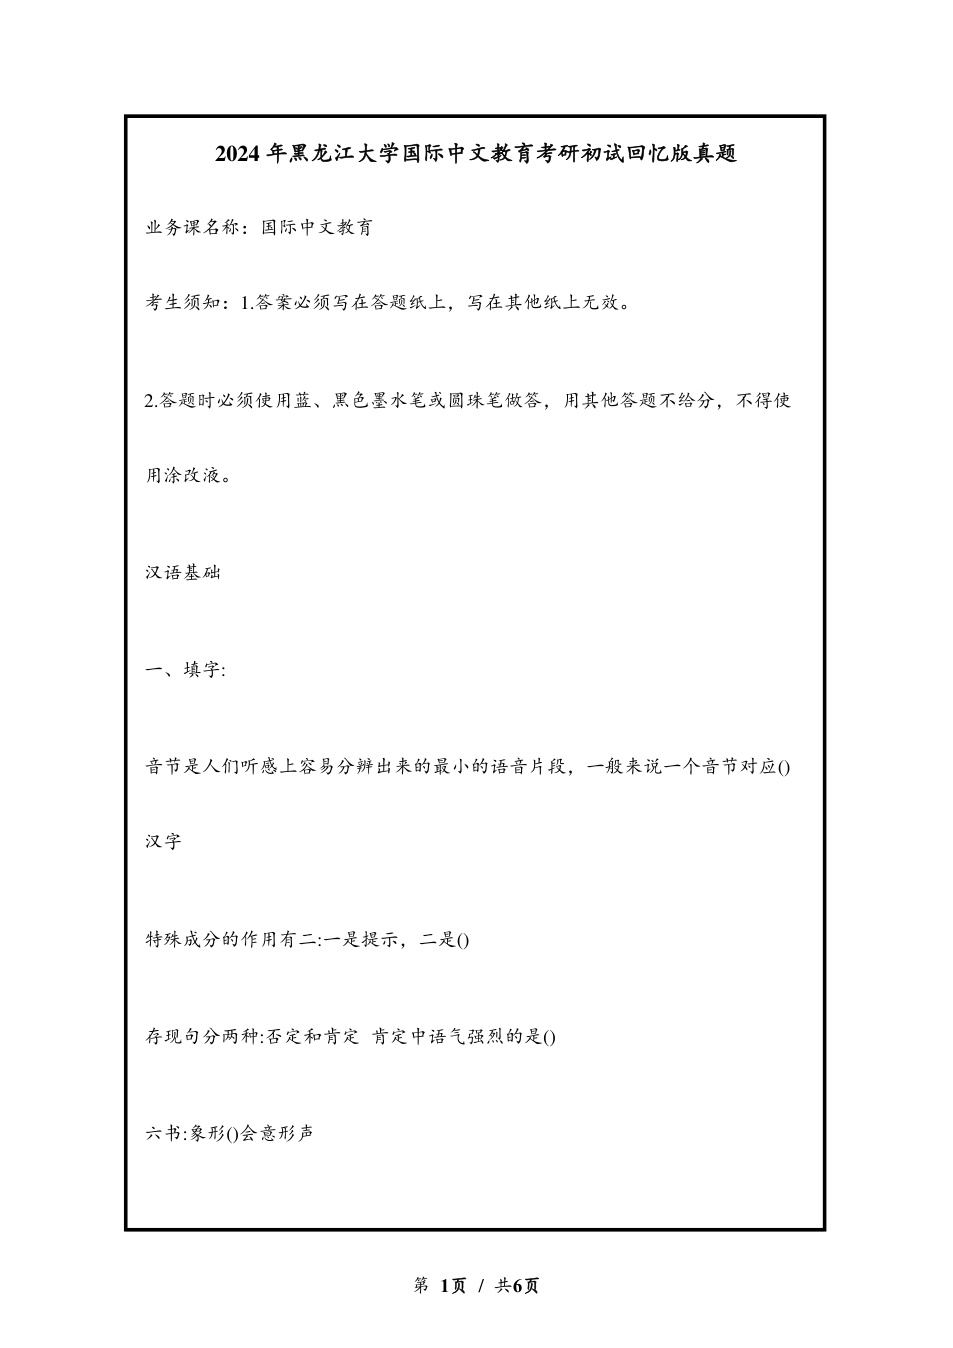 2024 年黑龙江大学国际中文教育考研初试回忆版真题
业务课名称：国际中文教育
考生须知：1.答案必须写在答题纸上，写在其他纸上无效。
2.答题时必须使用蓝、黑色墨水笔或圆珠笔做答，用其他答题不给分，不得使
用涂改液。
汉语基础
一、填字:
音节是人们听感上容易分辨出来的最小的语音片段，一般来说一个音节对应()
汉字
特殊成分的作用有二:一是提示，二是()
存现句分两种:否定和肯定 肯定中语气强烈的是()
六书:象形()会意形声
第 1页 / 共6页